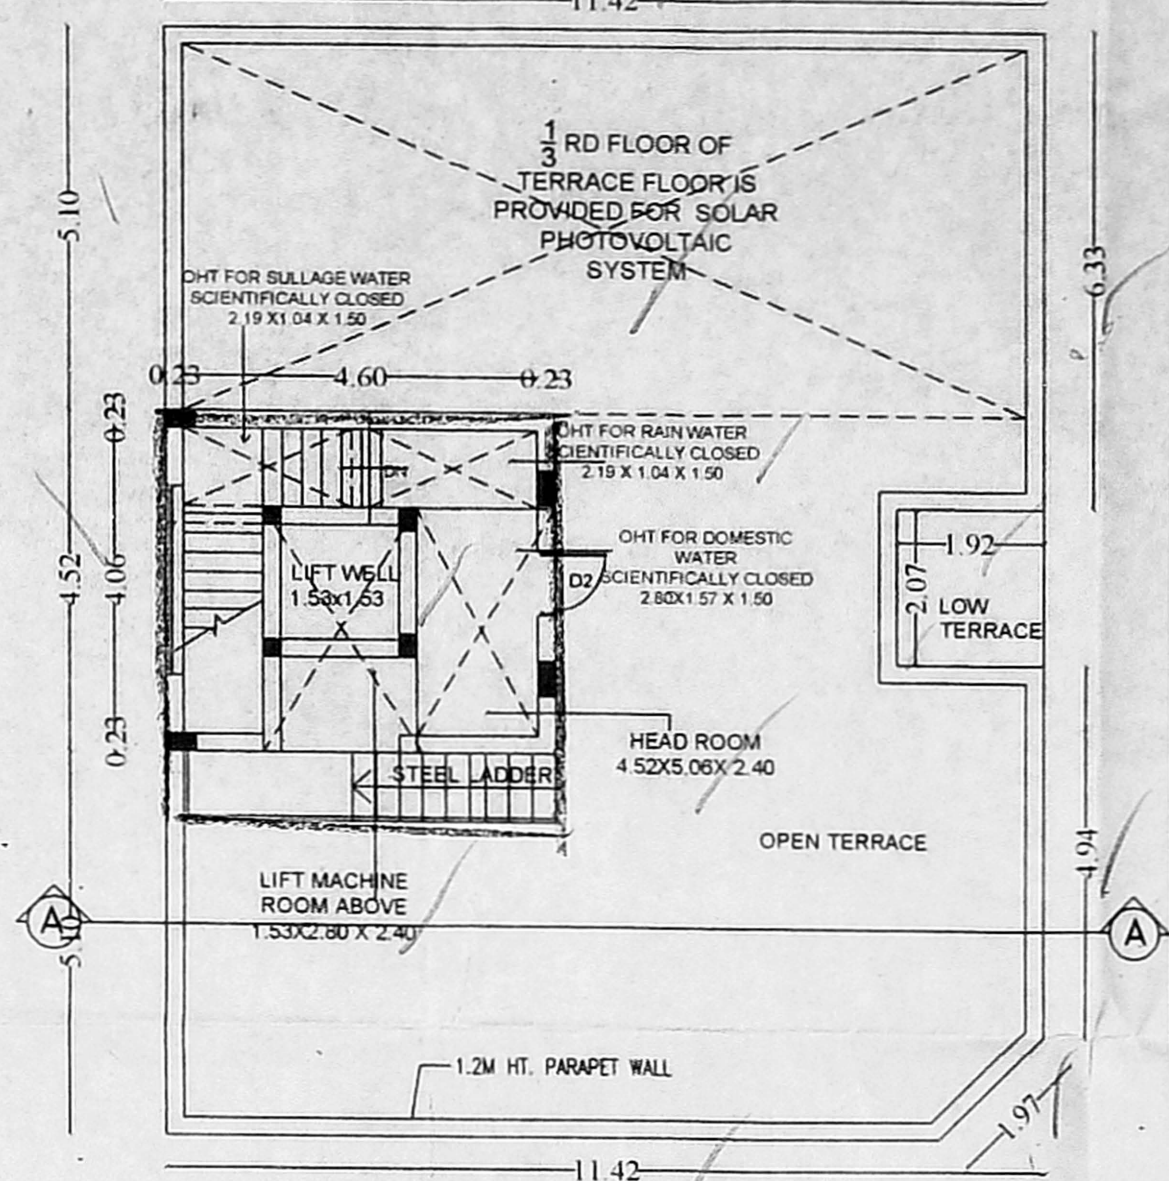 11.42
1/3 RD FLOOR OF
TERRACE FLOOR IS
PROVIDED FOR SOLAR
PHOTOVOLTAIC
SYSTEM
5.10
6.33
OHT FOR SULLAGE WATER
SCIENTIFICALLY CLOSED
2.19 X1.04 X 1.50
0.23 4.60 0.23
0.23
OHT FOR RAIN WATER
SCIENTIFICALLY CLOSED
2.19 X 1.04 X 1.50
DN
OHT FOR DOMESTIC
WATER
SCIENTIFICALLY CLOSED
2.80X1.57 X 1.50
D2
LIFT WELL
1.53x1.53
4.52
4.06
1.92
2.07
LOW
TERRACE
0.23
HEAD ROOM
4.52X5.06X 2.40
STEEL LADDER
OPEN TERRACE
4.94
LIFT MACHINE
ROOM ABOVE
1.53X2.80 X 2.40
A
A
5.10
1.2M HT. PARAPET WALL
1.97
11.42